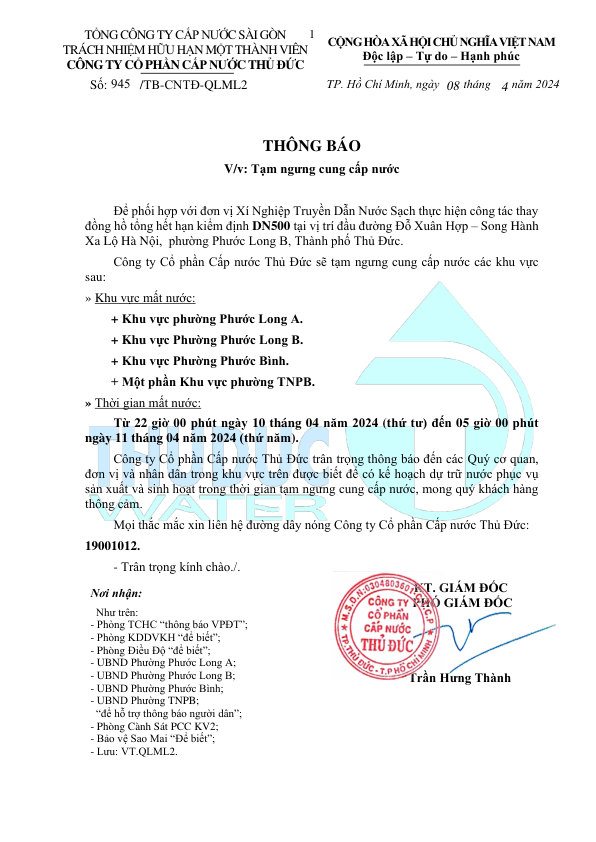 TỔNG CÔNG TY CẤP NƯỚC SÀI GÒN
TRÁCH NHIỆM HỮU HẠN MỘT THÀNH VIÊN
CÔNG TY CỔ PHẦN CẤP NƯỚC THỦ ĐỨC
Số: 945 /TB-CNTĐ-QLML2
1
CỘNG HÒA XÃ HỘI CHỦ NGHĨA VIỆT NAM
Độc lập – Tự do – Hạnh phúc
TP. Hồ Chí Minh, ngày 08 tháng 4 năm 2024
THÔNG BÁO
V/v: Tạm ngưng cung cấp nước
Để phối hợp với đơn vị Xí Nghiệp Truyền Dẫn Nước Sạch thực hiện công tác thay
đồng hồ tổng hết hạn kiểm định DN500 tại vị trí đầu đường Đỗ Xuân Hợp – Song Hành
Xa Lộ Hà Nội, phường Phước Long B, Thành phố Thủ Đức.
Công ty Cổ phần Cấp nước Thủ Đức sẽ tạm ngưng cung cấp nước các khu vực
sau:
» Khu vực mất nước:
+ Khu vực phường Phước Long A.
+ Khu vực Phường Phước Long B.
+ Khu vực Phường Phước Bình.
+ Một phần Khu vực phường TNPB.
» Thời gian mất nước:
Từ 22 giờ 00 phút ngày 10 tháng 04 năm 2024 (thứ tư) đến 05 giờ 00 phút
ngày 11 tháng 04 năm 2024 (thứ năm).
Công ty Cổ phần Cấp nước Thủ Đức trân trọng thông báo đến các Quý cơ quan,
đơn vị và nhân dân trong khu vực trên được biết để có kế hoạch dự trữ nước phục vụ
sản xuất và sinh hoạt trong thời gian tạm ngưng cung cấp nước, mong quý khách hàng
thông cảm.
Mọi thắc mắc xin liên hệ đường dây nóng Công ty Cổ phần Cấp nước Thủ Đức:
19001012.
- Trân trọng kính chào./.
THUDUC
WATER
Nơi nhận:
Như trên:
- Phòng TCHC “thông báo VPĐT”;
- Phòng KDDVKH “để biết”;
- Phòng Điều Độ “để biết”;
- UBND Phường Phước Long A;
- UBND Phường Phước Long B;
- UBND Phường Phước Bình;
- UBND Phường TNPB;
“để hỗ trợ thông báo người dân”;
- Phòng Cảnh Sát PCC KV2;
- Bảo vệ Sao Mai “Để biết”;
- Lưu: VT.QLML2.
KT. GIÁM ĐỐC
PHÓ GIÁM ĐỐC
CÔNG TY
CỔ PHẦN
CẤP NƯỚC
THỦ ĐỨC
TP.THỦ ĐỨC - T.P HỒ CHÍ MINH
Trần Hưng Thành